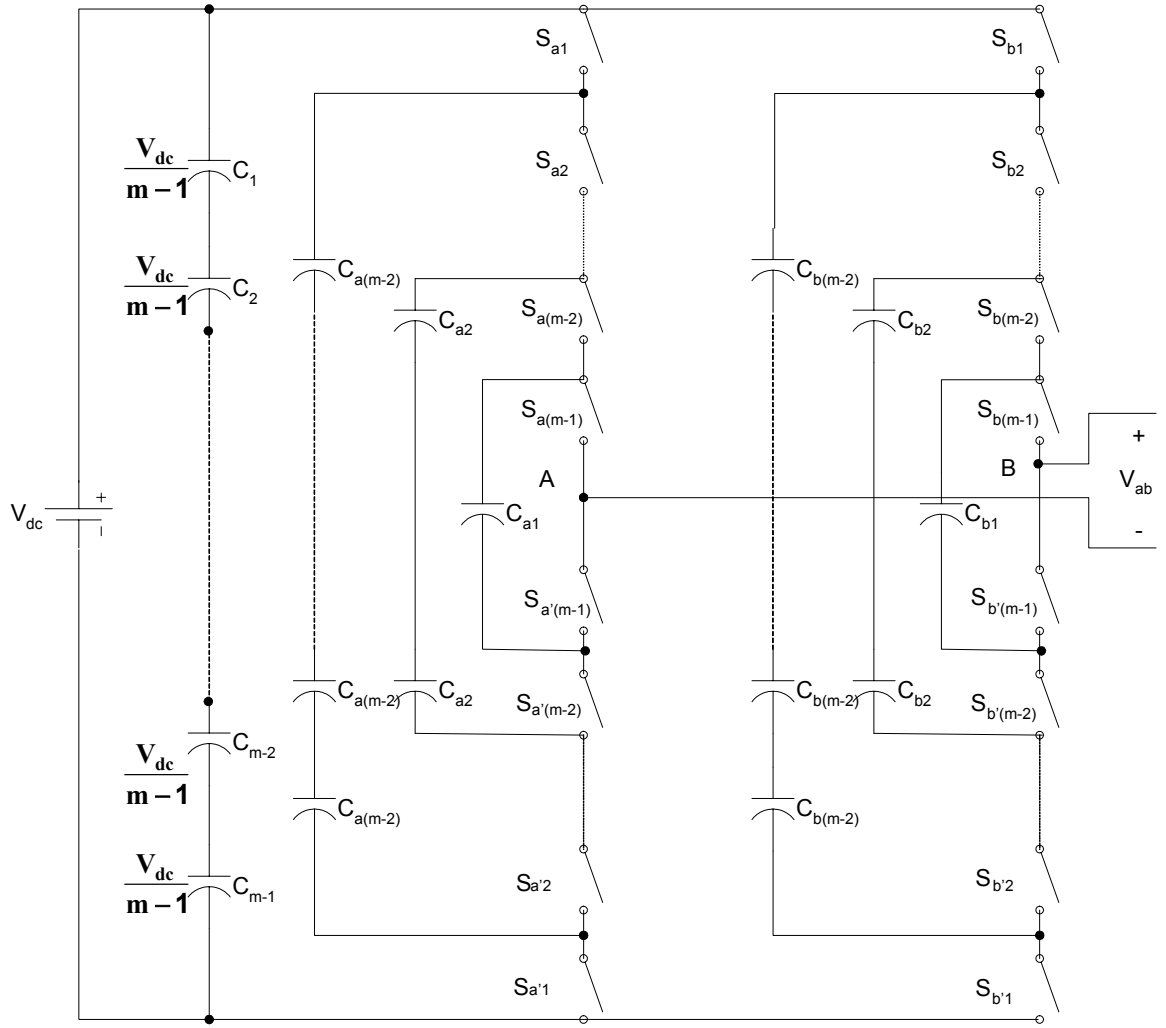 S_a1
S_b1
V_dc / m – 1
C_1
S_a2
S_b2
V_dc / m – 1
C_2
C_a(m-2)
C_a2
S_a(m-2)
C_b(m-2)
C_b2
S_b(m-2)
S_a(m-1)
S_b(m-1)
A
B
+
V_ab
-
V_dc
+
–
C_a1
C_b1
S_a'(m-1)
S_b'(m-1)
C_a(m-2)
C_a2
S_a'(m-2)
C_b(m-2)
C_b2
S_b'(m-2)
V_dc / m – 1
C_m-2
C_a(m-2)
C_b(m-2)
V_dc / m – 1
C_m-1
Sa'2
S_b'2
Sa'1
S_b'1